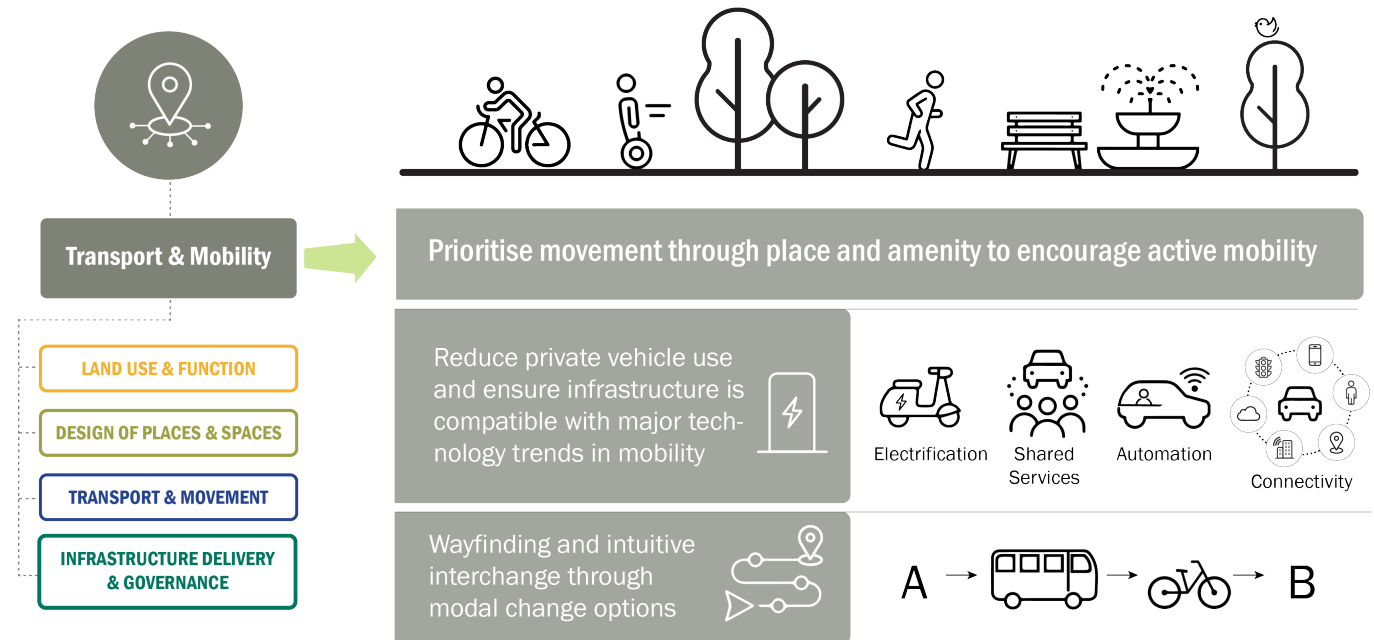 Transport & Mobility
LAND USE & FUNCTION
DESIGN OF PLACES & SPACES
TRANSPORT & MOVEMENT
INFRASTRUCTURE DELIVERY
& GOVERNANCE
Prioritise movement through place and amenity to encourage active mobility
Reduce private vehicle use
and ensure infrastructure is
compatible with major tech-
nology trends in mobility
Electrification
Shared
Services
Automation
Connectivity
Wayfinding and intuitive
interchange through
modal change options
A
B